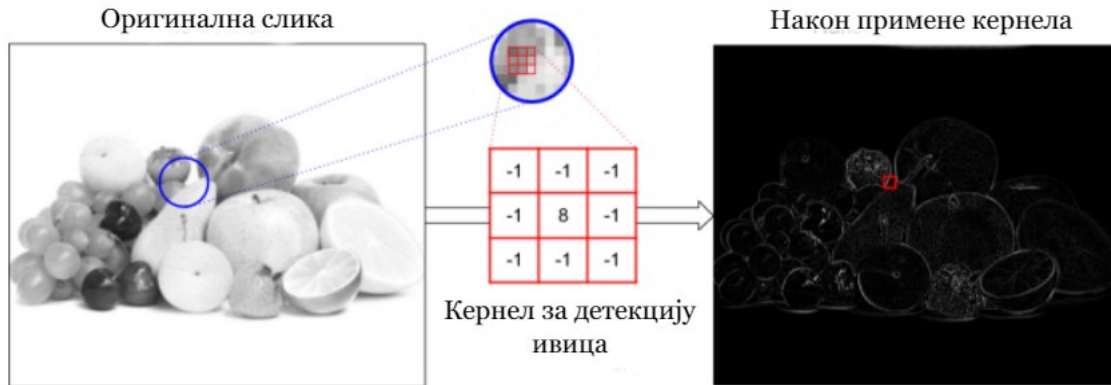 Оригинална слика
Након примене кернела
-1 -1 -1
-1 8 -1
-1 -1 -1
Кернел за детекцију
ивица